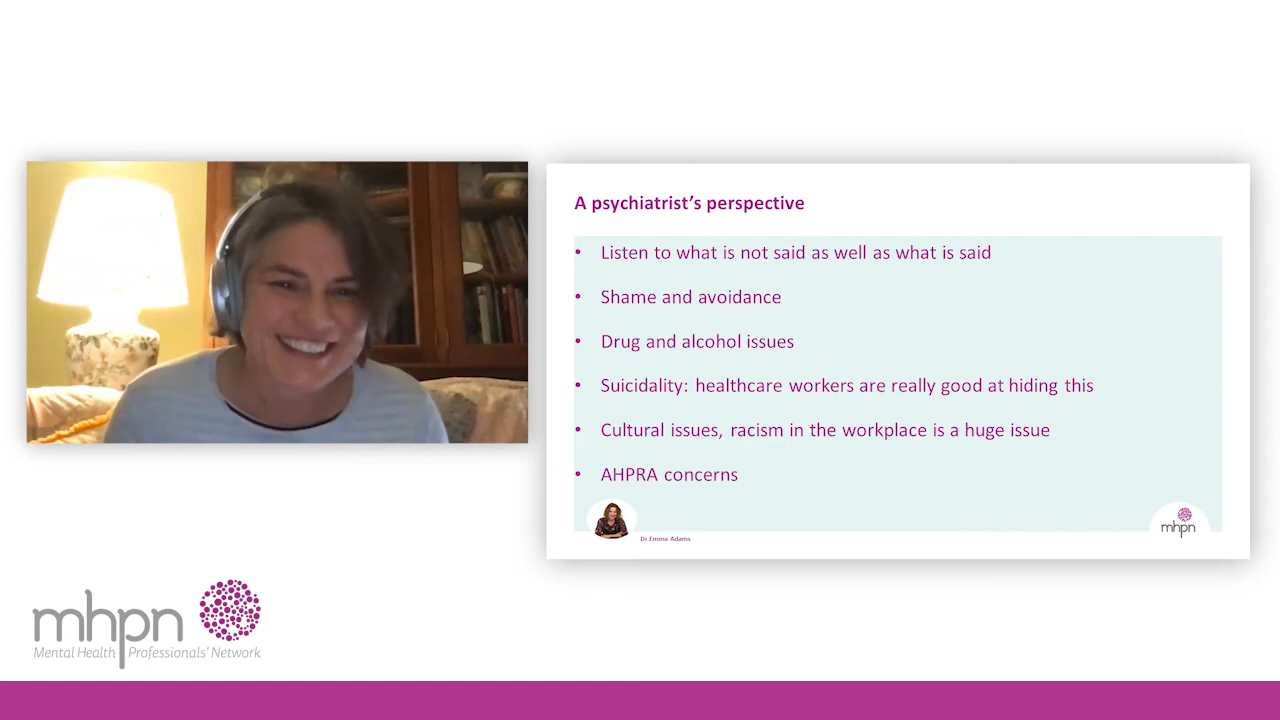 A psychiatrist’s perspective
• Listen to what is not said as well as what is said
• Shame and avoidance
• Drug and alcohol issues
• Suicidality: healthcare workers are really good at hiding this
• Cultural issues, racism in the workplace is a huge issue
• AHPRA concerns
Dr Emma Adams
mhpn
mhpn
Mental Health Professionals’ Network